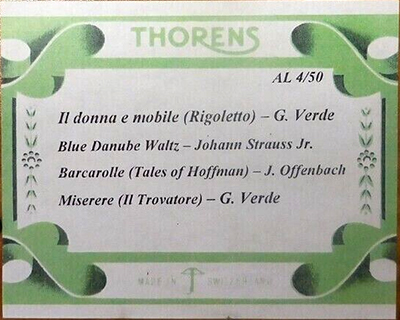 THORENS
AL 4/50
Il donna e mobile (Rigoletto) – G. Verde
Blue Danube Waltz – Johann Strauss Jr.
Barcarolle (Tales of Hoffman) – J. Offenbach
Miserere (Il Trovatore) – G. Verde
MADE IN SWITZERLAND